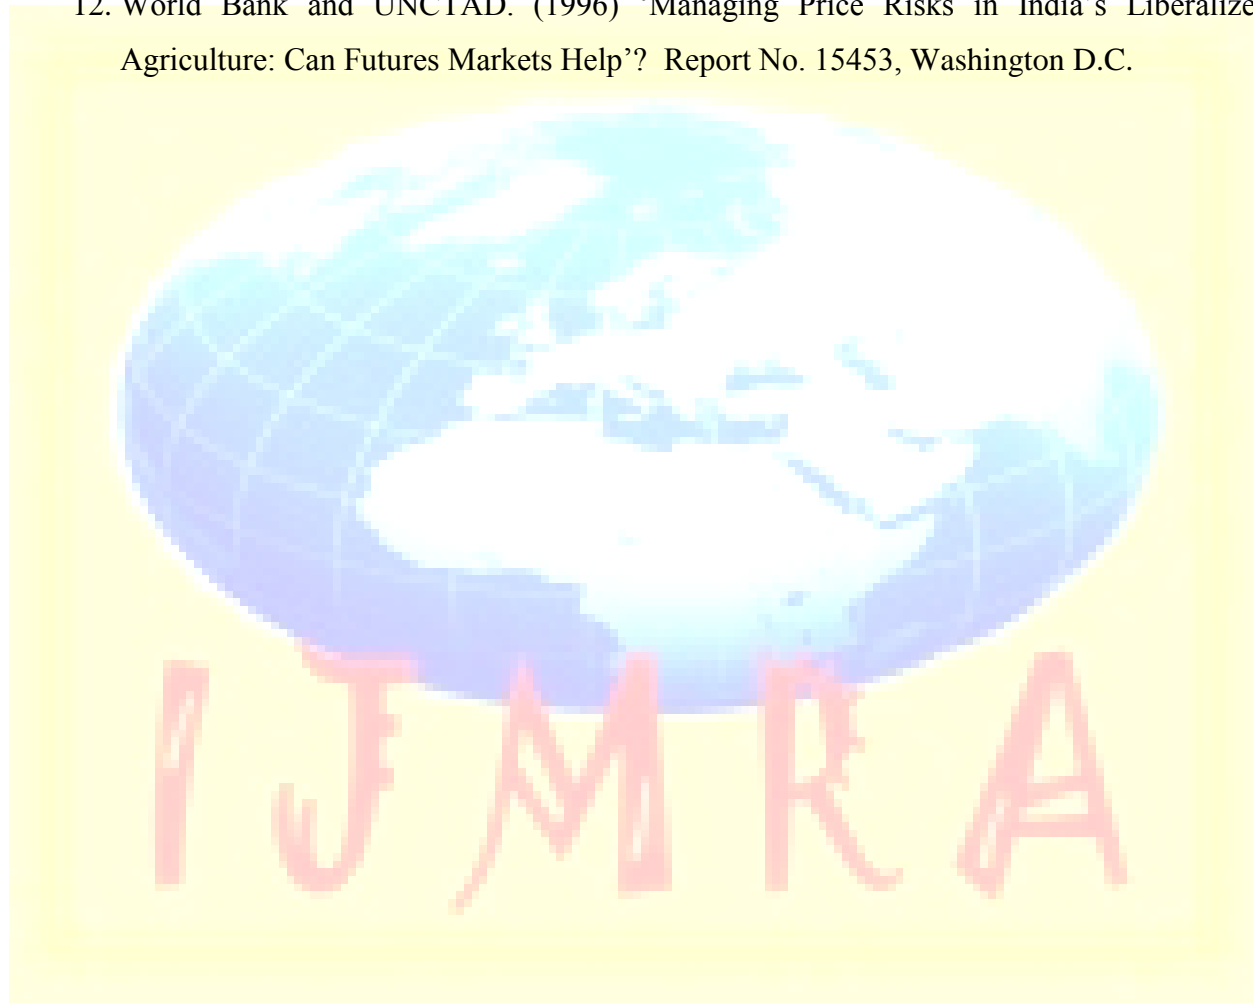 12. World Bank and UNCTAD. (1996) ‘Managing Price Risks in India’s Liberalize
Agriculture: Can Futures Markets Help’? Report No. 15453, Washington D.C.
IJMRA